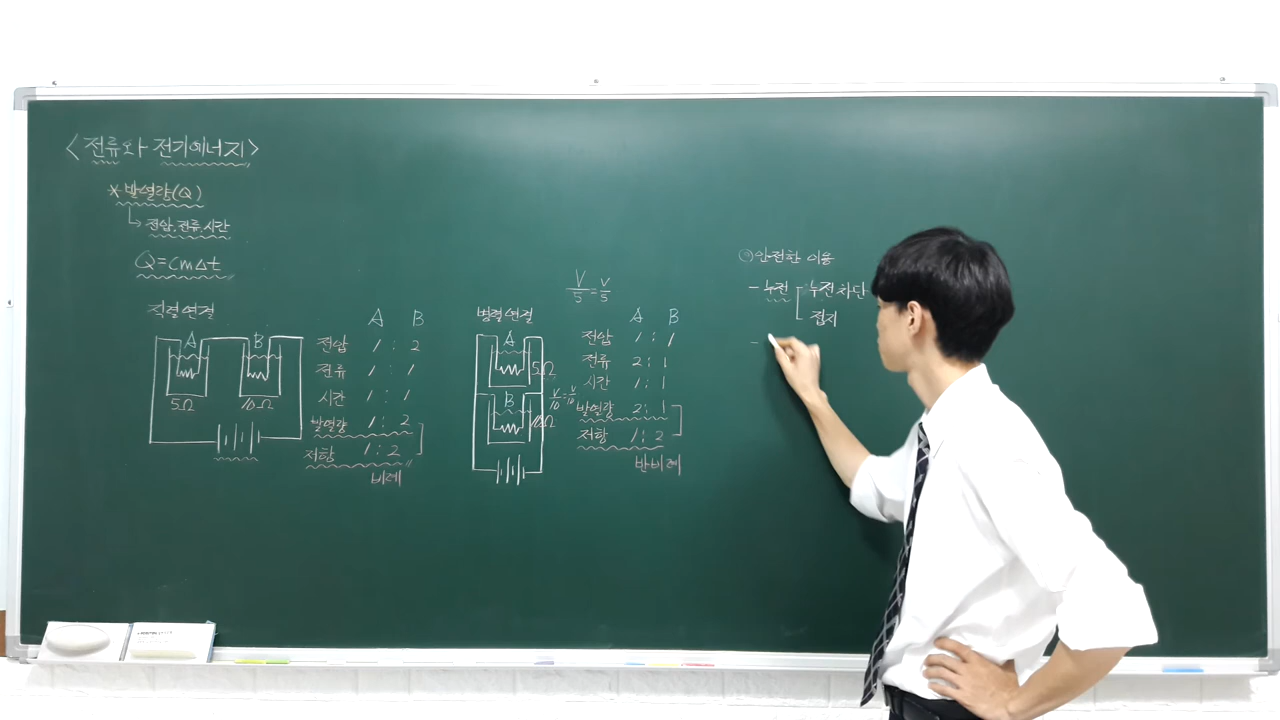 <전류와 전기에너지>
*발열량(Q)
↳ 전압, 전류, 시간
Q=cmΔt
직렬연결
A B
5Ω 10Ω
A B
전압 1 : 2
전류 1 : 1
시간 1 : 1
발열량 1 : 2
저항 1 : 2
비례
V/5 = V/5
병렬연결
A
5Ω
B
10Ω
V/10 = V/10
A B
전압 1 : 1
전류 2 : 1
시간 1 : 1
발열량 2 : 1
저항 1 : 2
반비례
안전한 이용
- 누전 - 누전차단
접지
-